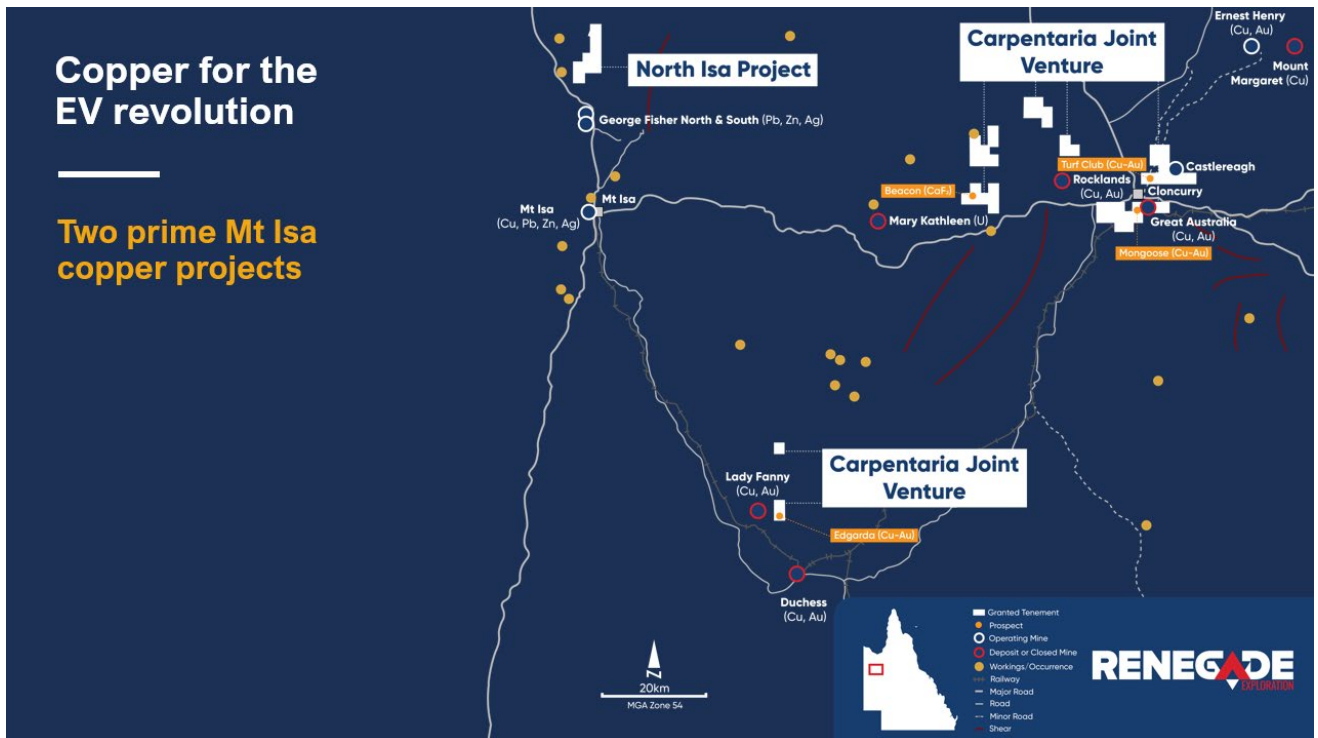 Copper for the
EV revolution
Two prime Mt Isa
copper projects
North Isa Project
Carpentaria Joint
Venture
Ernest Henry
(Cu, Au)
Mount
Margaret (Cu)
George Fisher North & South (Pb, Zn, Ag)
Mt Isa
Mt Isa
(Cu, Pb, Zn, Ag)
Beacon (CaF₂)
Mary Kathleen (U)
Turf Club (Cu-Au)
Castlereagh
Rocklands
(Cu, Au)
Cloncurry
Great Australia
(Cu, Au)
Mongoose (Cu-Au)
Carpentaria Joint
Venture
Lady Fanny
(Cu, Au)
Edgarda (Cu-Au)
Duchess
(Cu, Au)
N
20km
MGA Zone 54
Granted Tenement
Prospect
Operating Mine
Deposit or Closed Mine
Workings/Occurrence
Railway
Major Road
Road
Minor Road
Shear
RENEGADE
EXPLORATION